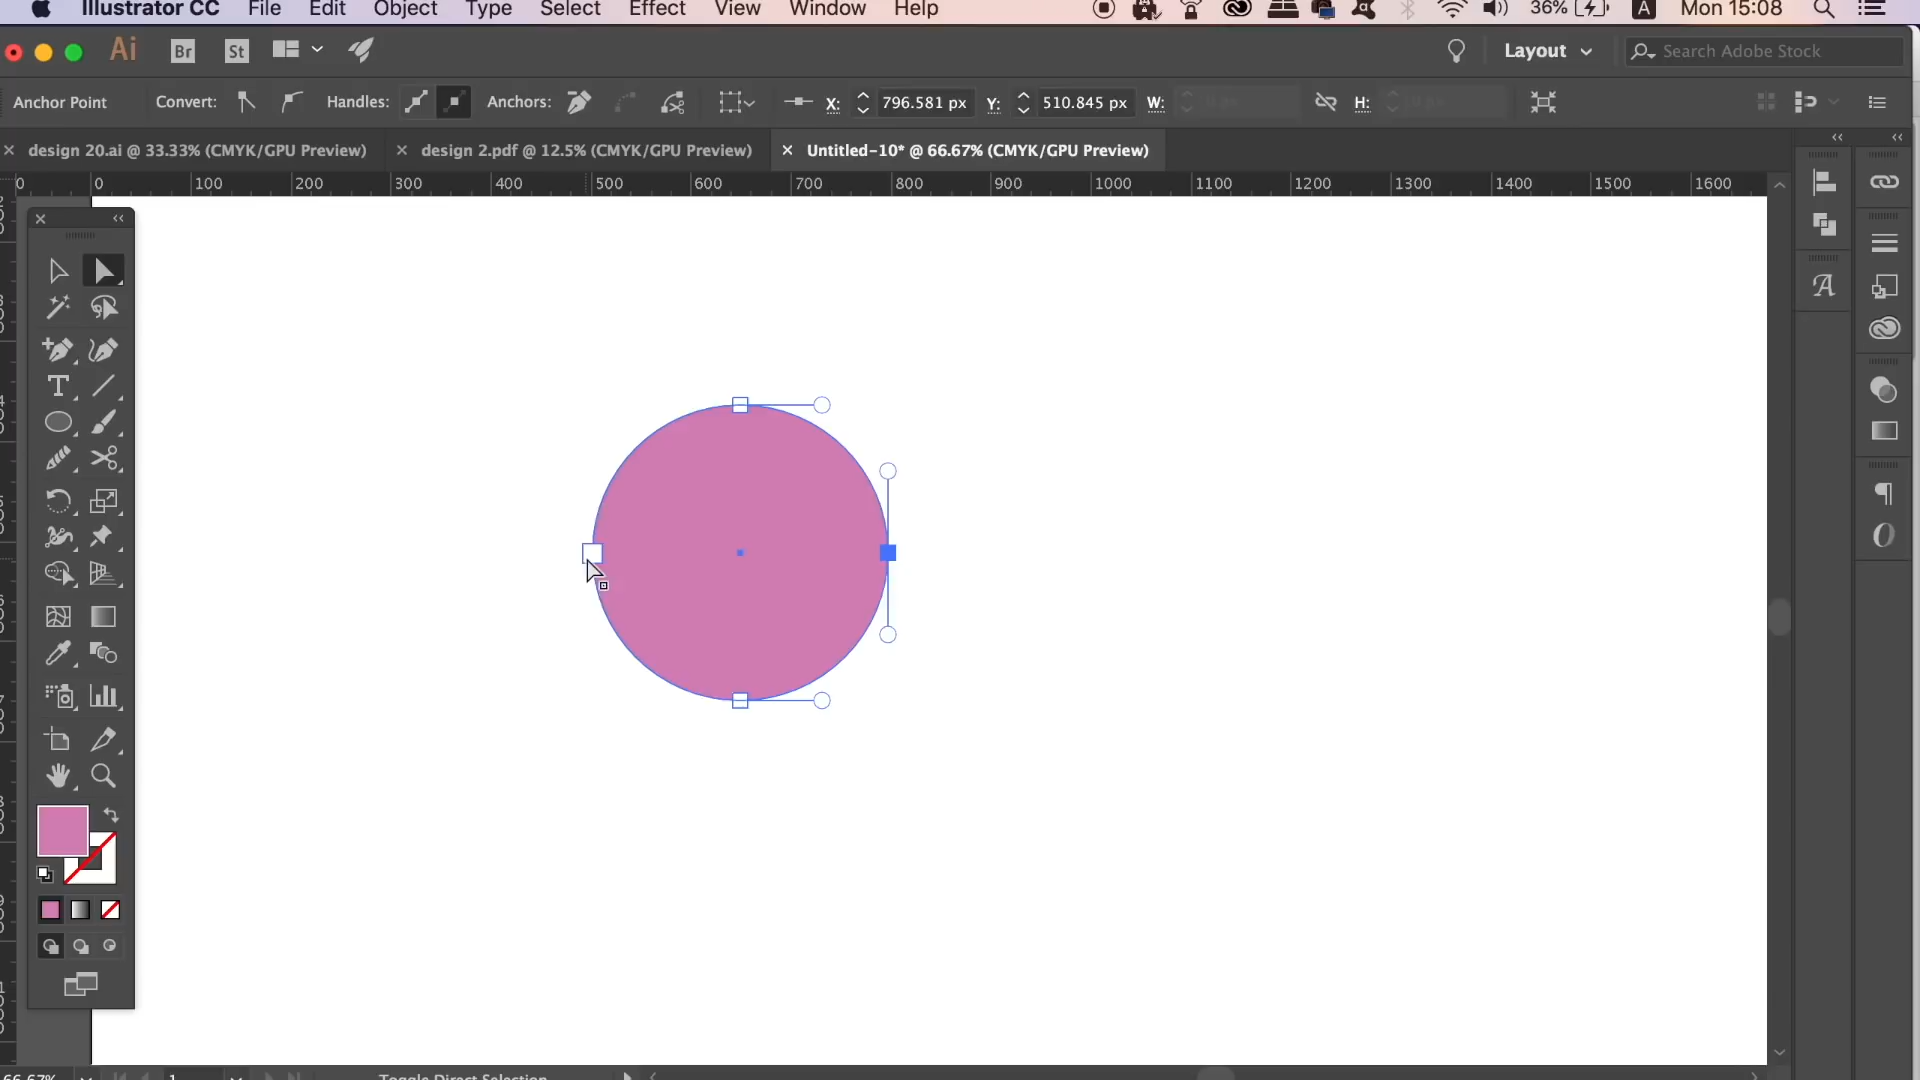 Illustrator CC File Edit Object Type Select Effect View Window Help 36% A Mon 15:08
Ai Br St Layout Search Adobe Stock
Anchor Point Convert: Handles: Anchors: X: 796.581 px Y: 510.845 px W: H:
design 20.ai @ 33.33% (CMYK/GPU Preview) design 2.pdf @ 12.5% (CMYK/GPU Preview) Untitled-10* @ 66.67% (CMYK/GPU Preview)
0 0 100 200 300 400 500 600 700 800 900 1000 1100 1200 1300 1400 1500 1600
66.67% 1 Toggle Direct Selection